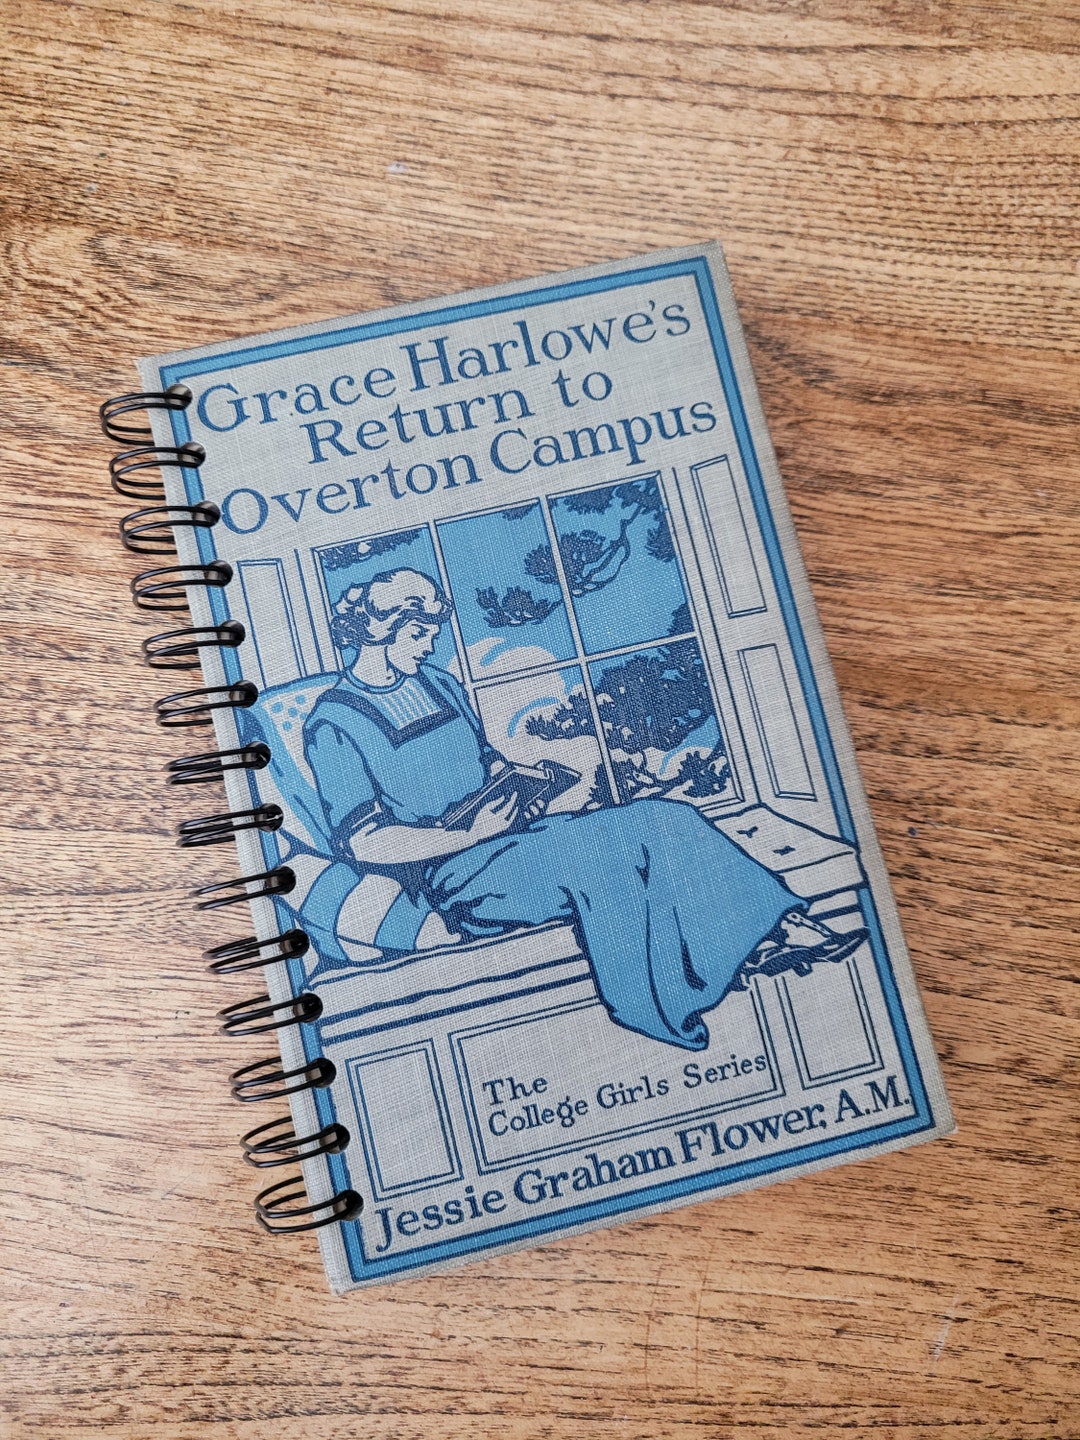 Grace Harlowe's
Return to
Overton Campus
The
College Girls Series
Jessie Graham Flower, A.M.